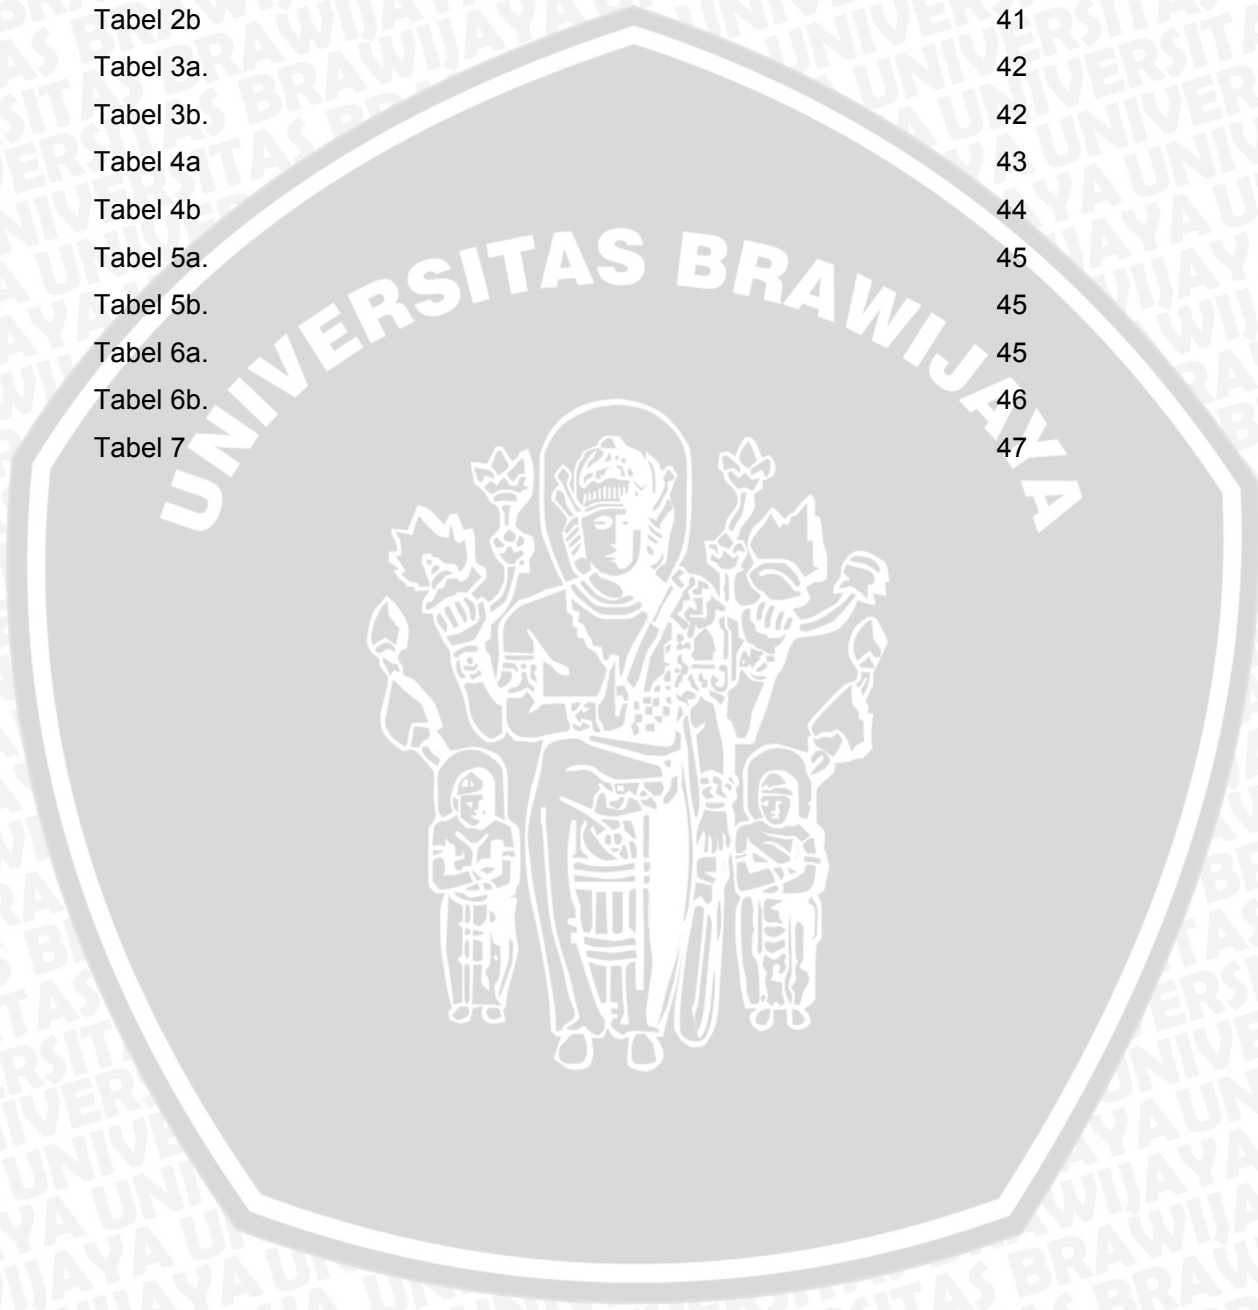 Tabel 2b 41
Tabel 3a. 42
Tabel 3b. 42
Tabel 4a 43
Tabel 4b 44
Tabel 5a. 45
Tabel 5b. 45
Tabel 6a. 45
Tabel 6b. 46
Tabel 7 47
UNIVERSITAS BRAWIJAYA